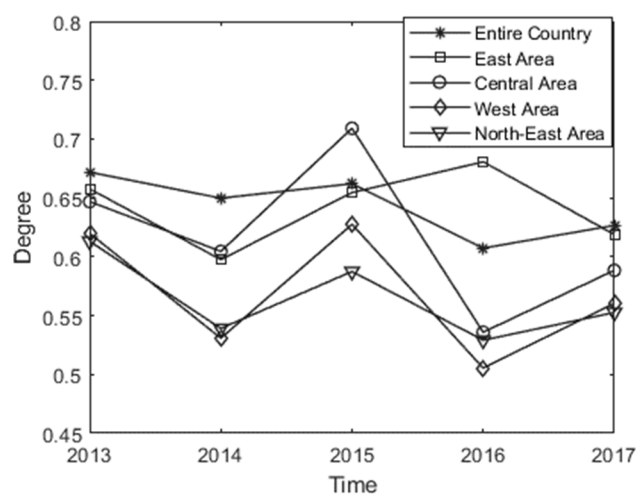 0.8
0.75
0.7
0.65
0.6
0.55
0.5
0.45
Degree
2013 2014 2015 2016 2017
Time
Entire Country
East Area
Central Area
West Area
North-East Area